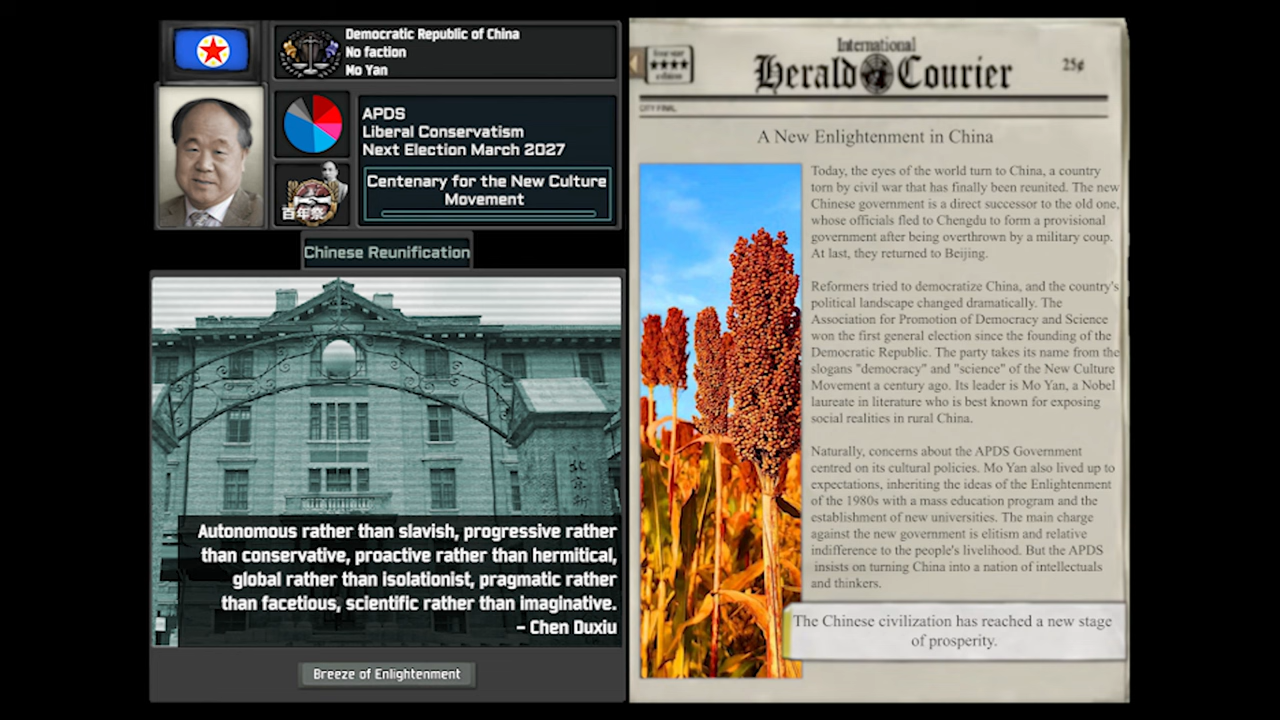 Democratic Republic of China
No faction
Mo Yan
APDS
Liberal Conservatism
Next Election March 2027
Centenary for the New Culture
Movement
百年祭
Chinese Reunification
Autonomous rather than slavish, progressive rather
than conservative, proactive rather than hermitical,
global rather than isolationist, pragmatic rather
than facetious, scientific rather than imaginative.
– Chen Duxiu
Breeze of Enlightenment
International
Herald Courier
25¢
CITY FINAL
A New Enlightenment in China
Today, the eyes of the world turn to China, a country
torn by civil war that has finally been reunited. The new
Chinese government is a direct successor to the old one,
whose officials fled to Chengdu to form a provisional
government after being overthrown by a military coup.
At last, they returned to Beijing.
Reformers tried to democratize China, and the country's
political landscape changed dramatically. The
Association for Promotion of Democracy and Science
won the first general election since the founding of the
Democratic Republic. The party takes its name from the
slogans "democracy" and "science" of the New Culture
Movement a century ago. Its leader is Mo Yan, a Nobel
laureate in literature who is best known for exposing
social realities in rural China.
Naturally, concerns about the APDS Government
centred on its cultural policies. Mo Yan also lived up to
expectations, inheriting the ideas of the Enlightenment
of the 1980s with a mass education program and the
establishment of new universities. The main charge
against the new government is elitism and relative
indifference to the people's livelihood. But the APDS
insists on turning China into a nation of intellectuals
and thinkers.
The Chinese civilization has reached a new stage
of prosperity.